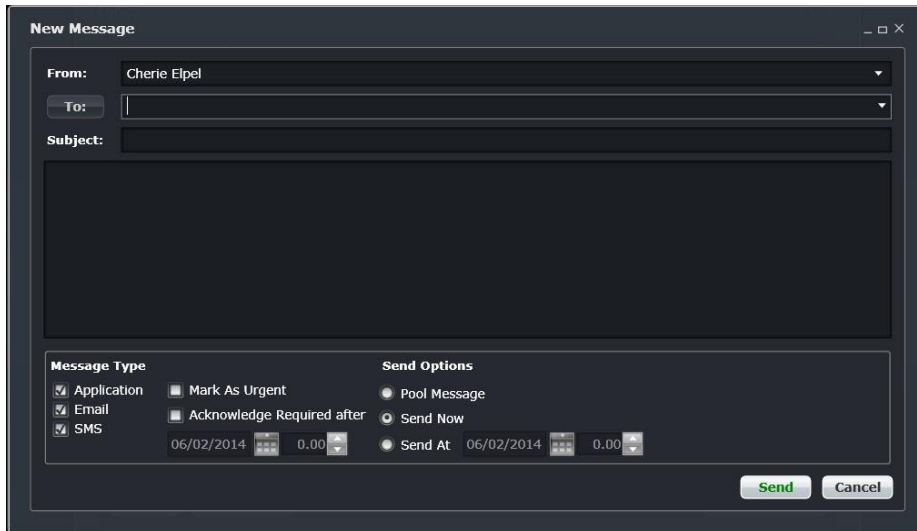 New Message
From: Cherie Elpel
To:
Subject:
Message Type
Application
Email
SMS
Mark As Urgent
Acknowledge Required after
06/02/2014 0.00
Send Options
Pool Message
Send Now
Send At 06/02/2014 0.00
Send Cancel